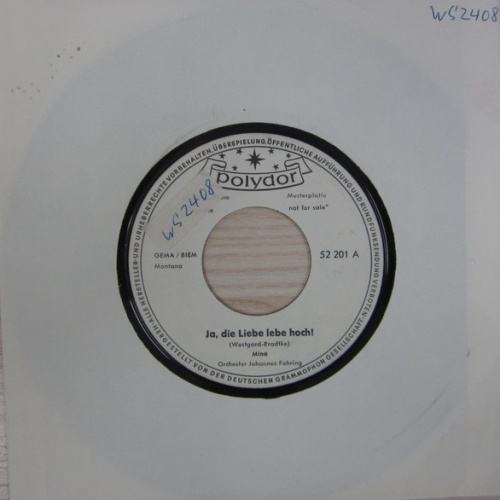 WS2408
ALLE HERSTELLER- UND URHEBERRECHTE VORBEHALTEN. ÜBERSPIELUNG, ÖFFENTLICHE AUFFÜHRUNG UND RUNDFUNKSENDUNG VERBOTEN.
polydor
WS2408
Musterplatte
not for sale"
GEMA / BIEM
Montana
52 201 A
Ja, die Liebe lebe hoch!
(Westgard-Bradtke)
Mina
Orchester Johannes Fehring
HERGESTELLT VON DER DEUTSCHEN GRAMMOPHON GESELLSCHAFT